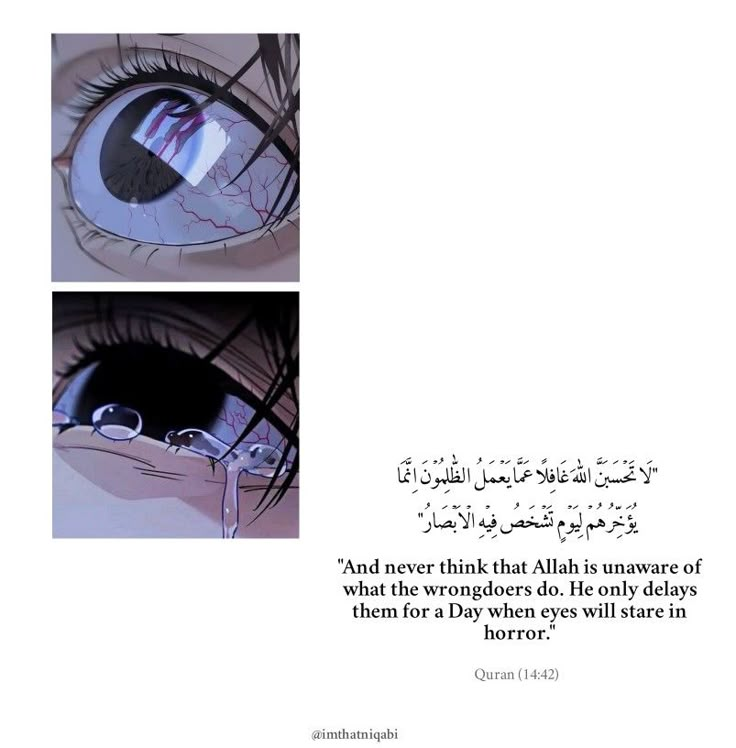 "لَا تَحْسَبَنَّ اللّٰهَ غَافِلًا عَمَّا يَعْمَلُ الظّٰلِمُوْنَ اِنَّمَا
يُؤَخِّرُهُمْ لِيَوْمٍ تَشْخَصُ فِيْهِ الْاَبْصَارُ"
"And never think that Allah is unaware of
what the wrongdoers do. He only delays
them for a Day when eyes will stare in
horror."
Quran (14:42)
@imthatniqabi